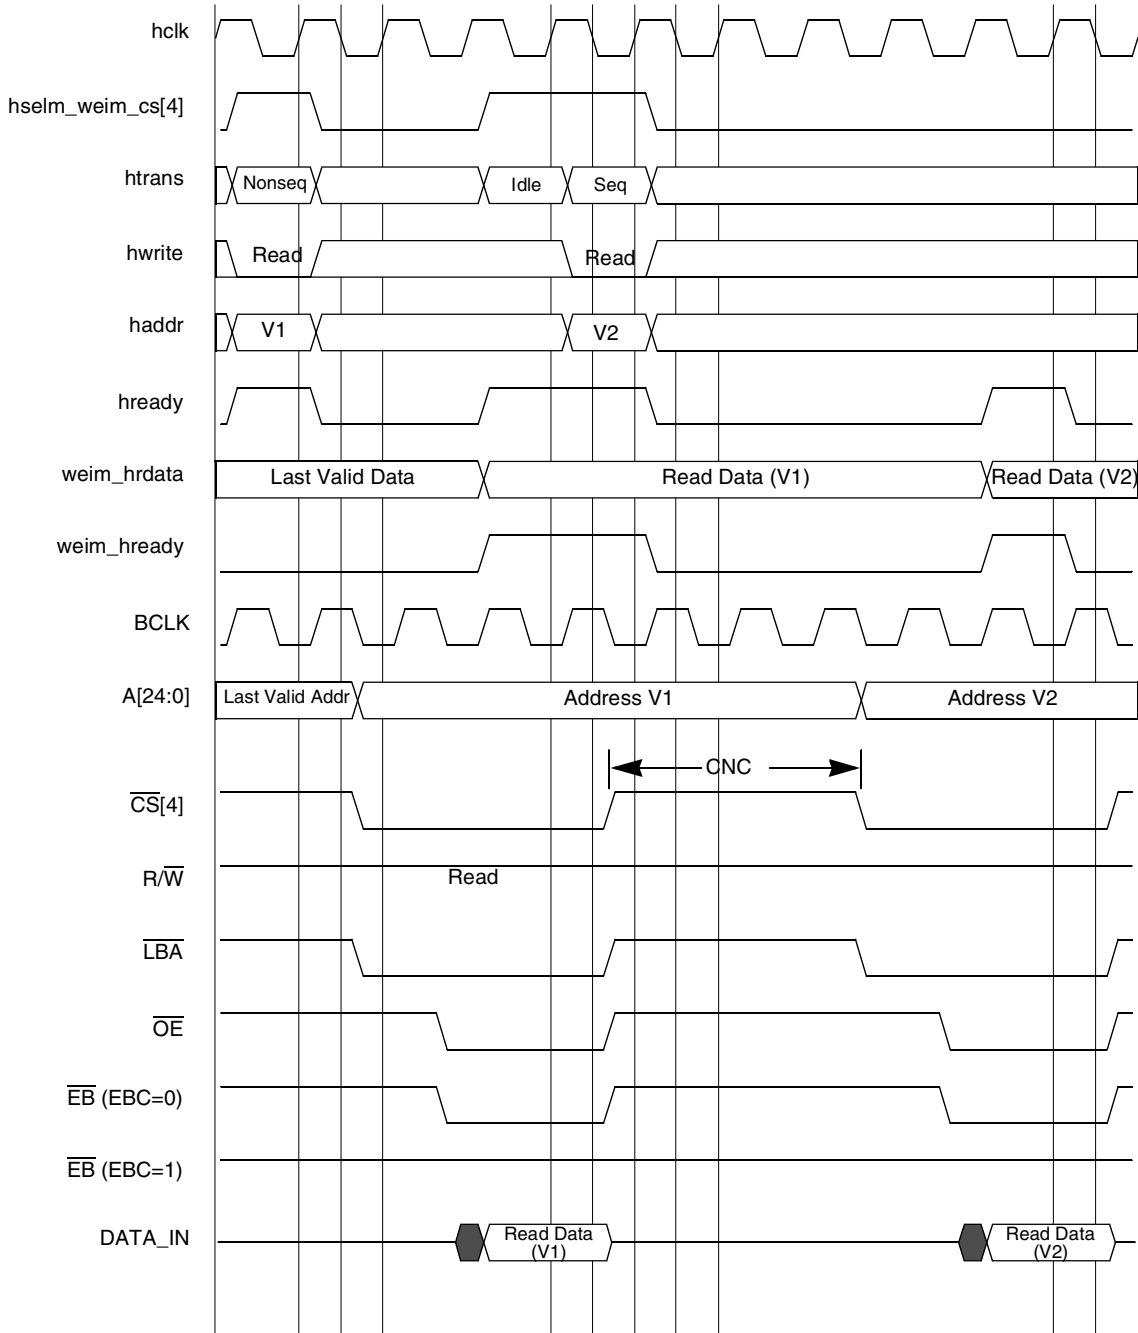 hclk
hselm_weim_cs[4]
htrans Nonseq Idle Seq
hwrite Read Read
haddr V1 V2
hready
weim_hrdata Last Valid Data Read Data (V1) Read Data (V2)
weim_hready
BCLK
A[24:0] Last Valid Addr Address V1 Address V2
CNC
CS[4]
R/W Read
LBA
OE
EB (EBC=0)
EB (EBC=1)
DATA_IN Read Data (V1) Read Data (V2)